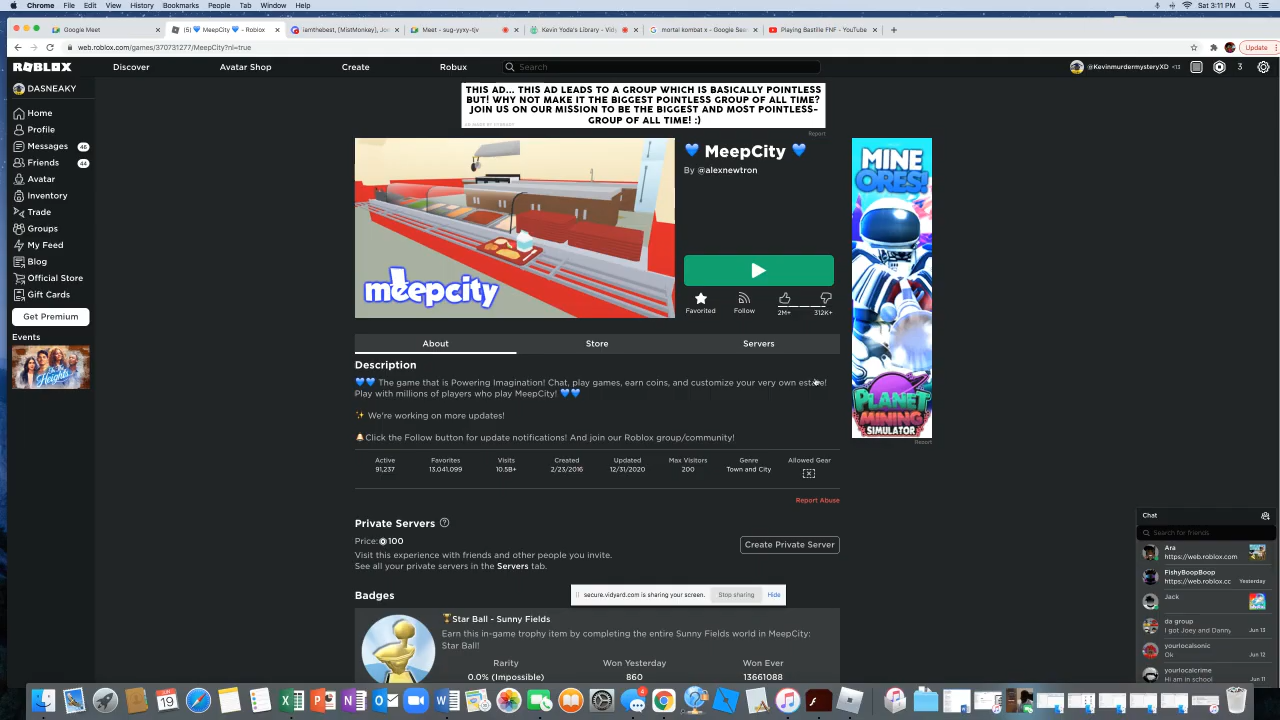 Chrome File Edit View History Bookmarks People Tab Window Help Sat 3:11 PM
Google Meet (5) 💙 MeepCity 💙 - Roblox iamthebest, [MistMonkey], Jo Meet - sug-yyzy-tjv Kevin Yoda's Library - Vidy mortal kombat x - Google Sea Playing Bastille FNF - YouTube
web.roblox.com/games/370731277/MeepCity?nl=true Update
ROBLOX Discover Avatar Shop Create Robux Search @KevinmurdermysteryXD <13 3
DASNEAKY
Home
Profile
Messages 46
Friends 44
Avatar
Inventory
Trade
Groups
My Feed
Blog
Official Store
Gift Cards
Get Premium
Events
Heights
THIS AD... THIS AD LEADS TO A GROUP WHICH IS BASICALLY POINTLESS
BUT! WHY NOT MAKE IT THE BIGGEST POINTLESS GROUP OF ALL TIME?
JOIN US ON OUR MISSION TO BE THE BIGGEST AND MOST POINTLESS-
GROUP OF ALL TIME! :)
Report
meepcity
💙 MeepCity 💙
By @alexnewtron
Favorited Follow 2M+ 312K+
MINE
ORES!
PLANET
MINING
SIMULATOR
Report
About Store Servers
Description
💙💙 The game that is Powering Imagination! Chat, play games, earn coins, and customize your very own estate!
Play with millions of players who play MeepCity! 💙💙
✨ We're working on more updates!
🔔Click the Follow button for update notifications! And join our Roblox group/community!
Active Favorites Visits Created Updated Max Visitors Genre Allowed Gear
91,237 13,041,099 10.5B+ 2/23/2016 12/31/2020 200 Town and City
Report Abuse
Private Servers
Price: 100
Create Private Server
Visit this experience with friends and other people you invite.
See all your private servers in the Servers tab.
secure.vidyard.com is sharing your screen. Stop sharing Hide
Badges
🏆Star Ball - Sunny Fields
Earn this in-game trophy item by completing the entire Sunny Fields world in MeepCity:
Star Ball!
Rarity Won Yesterday Won Ever
0.0% (Impossible) 860 13661088
Chat
Search for friends
Ara
https://web.roblox.com
FishyBoopBoop
https://web.roblox.cc Yesterday
Jack
da group
I got Joey and Danny Jun 13
yourlocalsonic
Ok Jun 12
yourlocalcrime
Hi am in school Jun 11
JUN
19
4